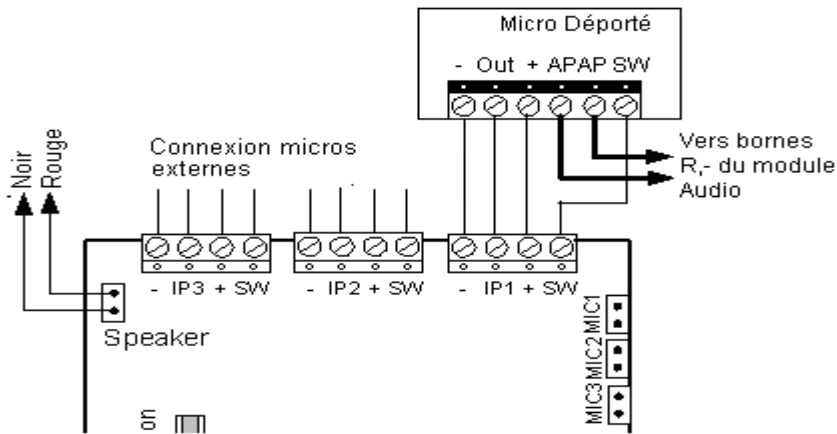 Micro Déporté
- Out + APAP SW
Vers bornes
R,- du module
Audio
Connexion micros
externes
Noir
Rouge
- IP3 + SW
- IP2 + SW
- IP1 + SW
Speaker
MIC1
MIC2
MIC3
on